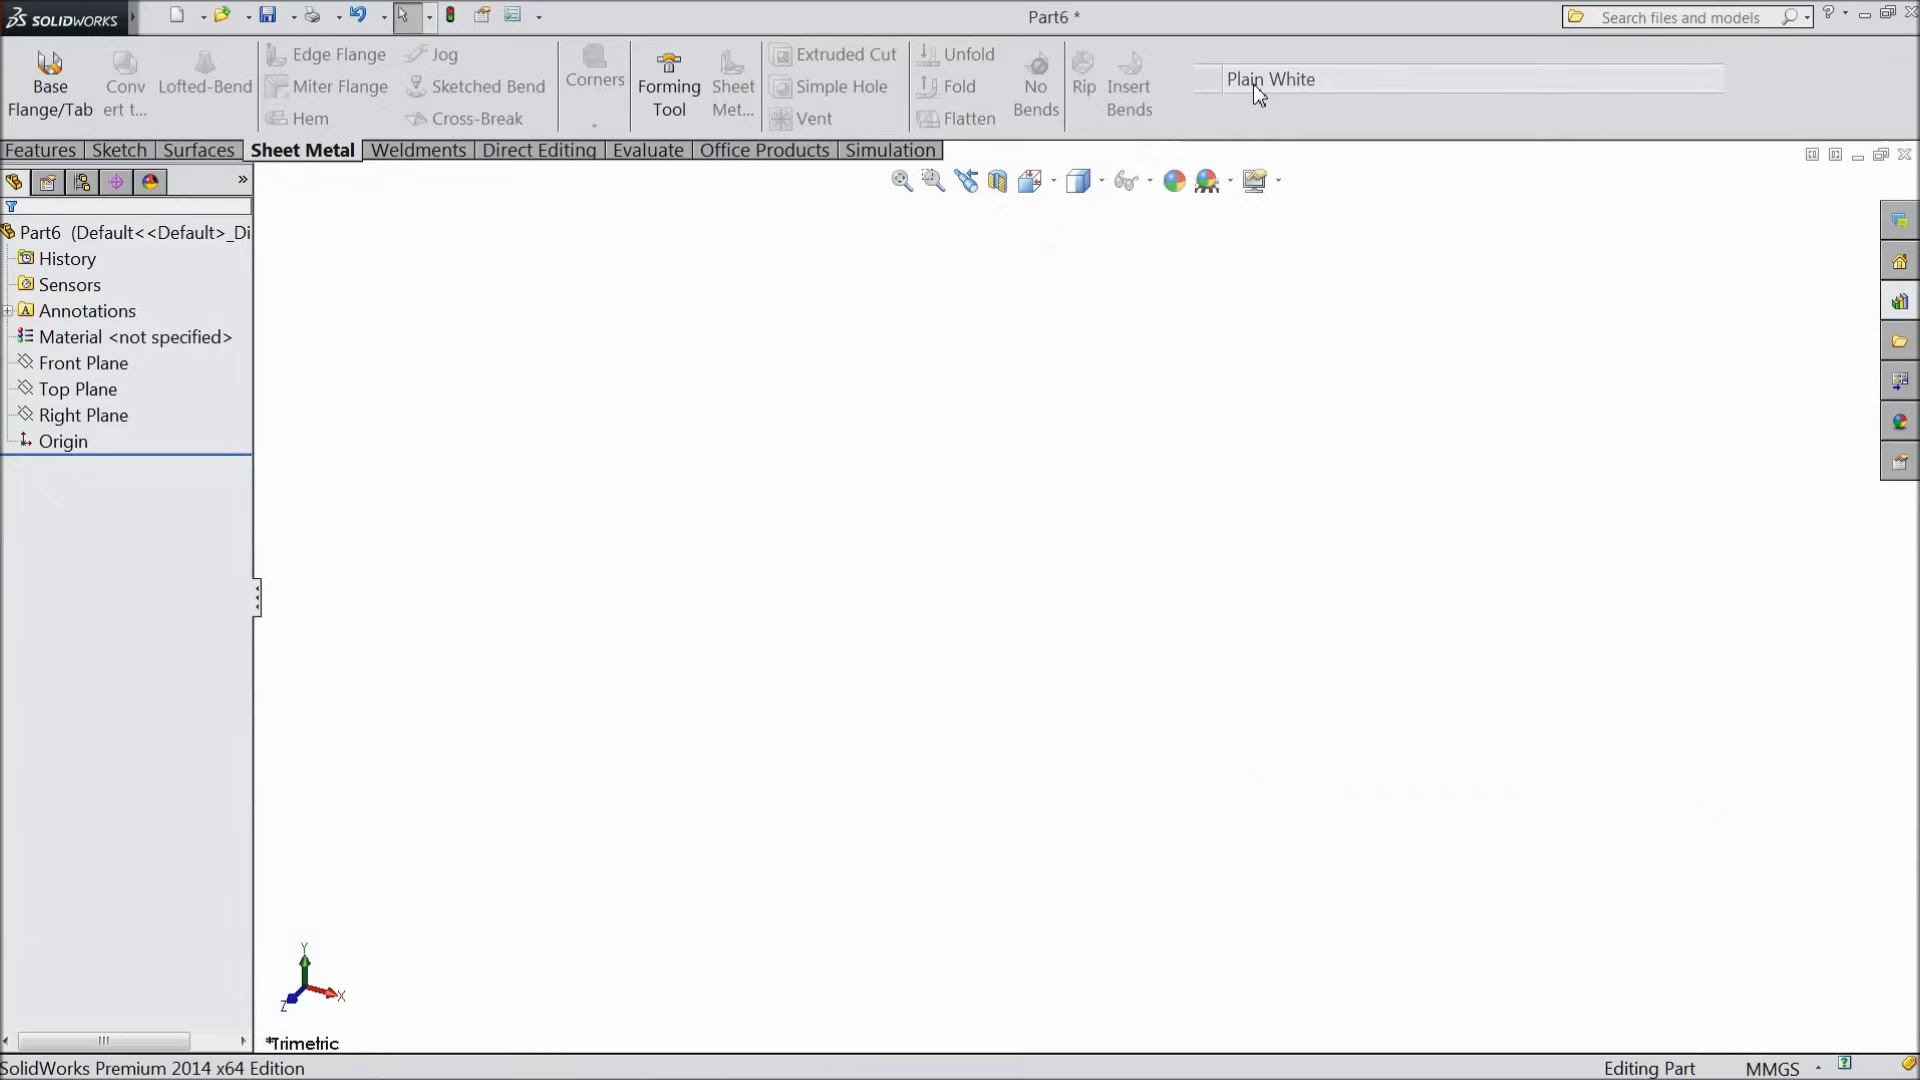 SOLIDWORKS
Part6 *
Search files and models
Base Flange/Tab
Conv ert t...
Lofted-Bend
Edge Flange
Miter Flange
Hem
Jog
Sketched Bend
Cross-Break
Corners
Forming Tool
Sheet Met...
Extruded Cut
Simple Hole
Vent
Unfold
Fold
Flatten
No Bends
Rip
Insert Bends
Plain White
Features Sketch Surfaces Sheet Metal Weldments Direct Editing Evaluate Office Products Simulation
Part6 (Default<<Default>_Di
History
Sensors
Annotations
Material <not specified>
Front Plane
Top Plane
Right Plane
Origin
Y
X
Z
*Trimetric
SolidWorks Premium 2014 x64 Edition
Editing Part
MMGS